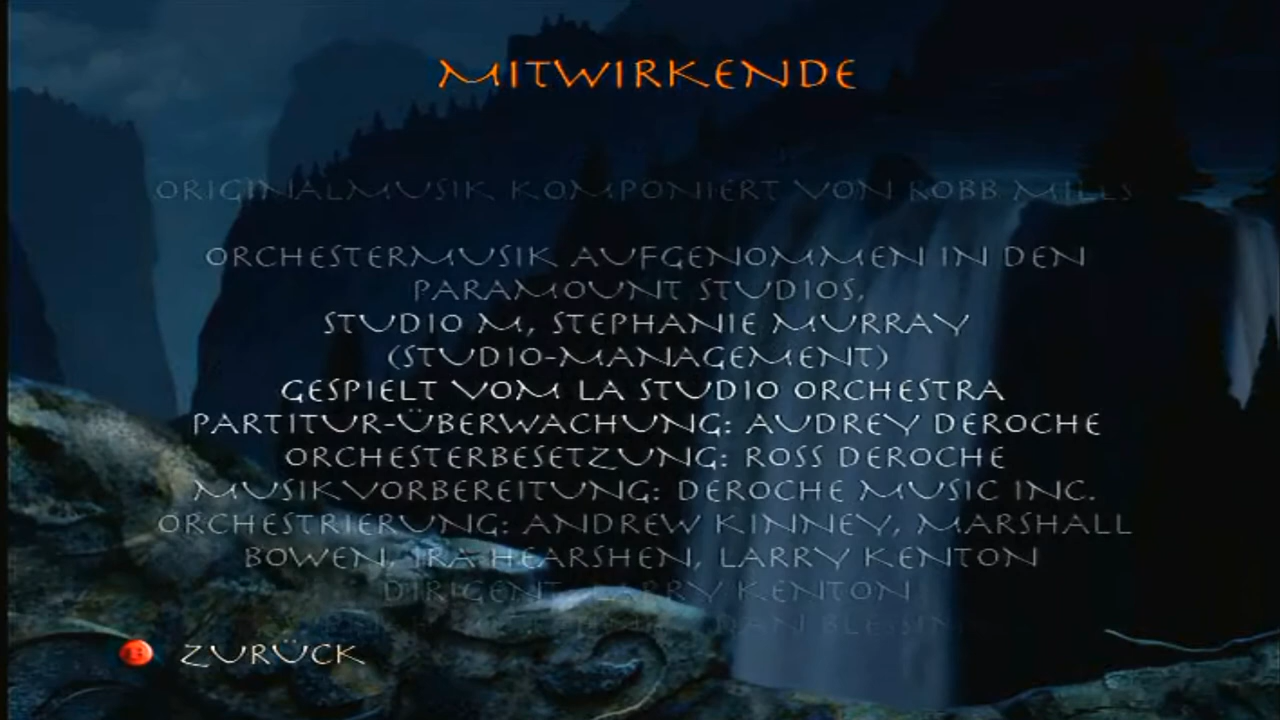 MITWIRKENDE
ORIGINALMUSIK KOMPONIERT VON ROBB MILLS
ORCHESTERMUSIK AUFGENOMMEN IN DEN
PARAMOUNT STUDIOS,
STUDIO M, STEPHANIE MURRAY
(STUDIO-MANAGEMENT)
GESPIELT VOM LA STUDIO ORCHESTRA
PARTITUR-ÜBERWACHUNG: AUDREY DEROCHE
ORCHESTERBESETZUNG: ROSS DEROCHE
MUSIKVORBEREITUNG: DEROCHE MUSIC INC.
ORCHESTRIERUNG: ANDREW KINNEY, MARSHALL
BOWEN, IRA HEARSHEN, LARRY KENTON
DIRIGENT: LARRY KENTON
DAN
B ZURÜCK